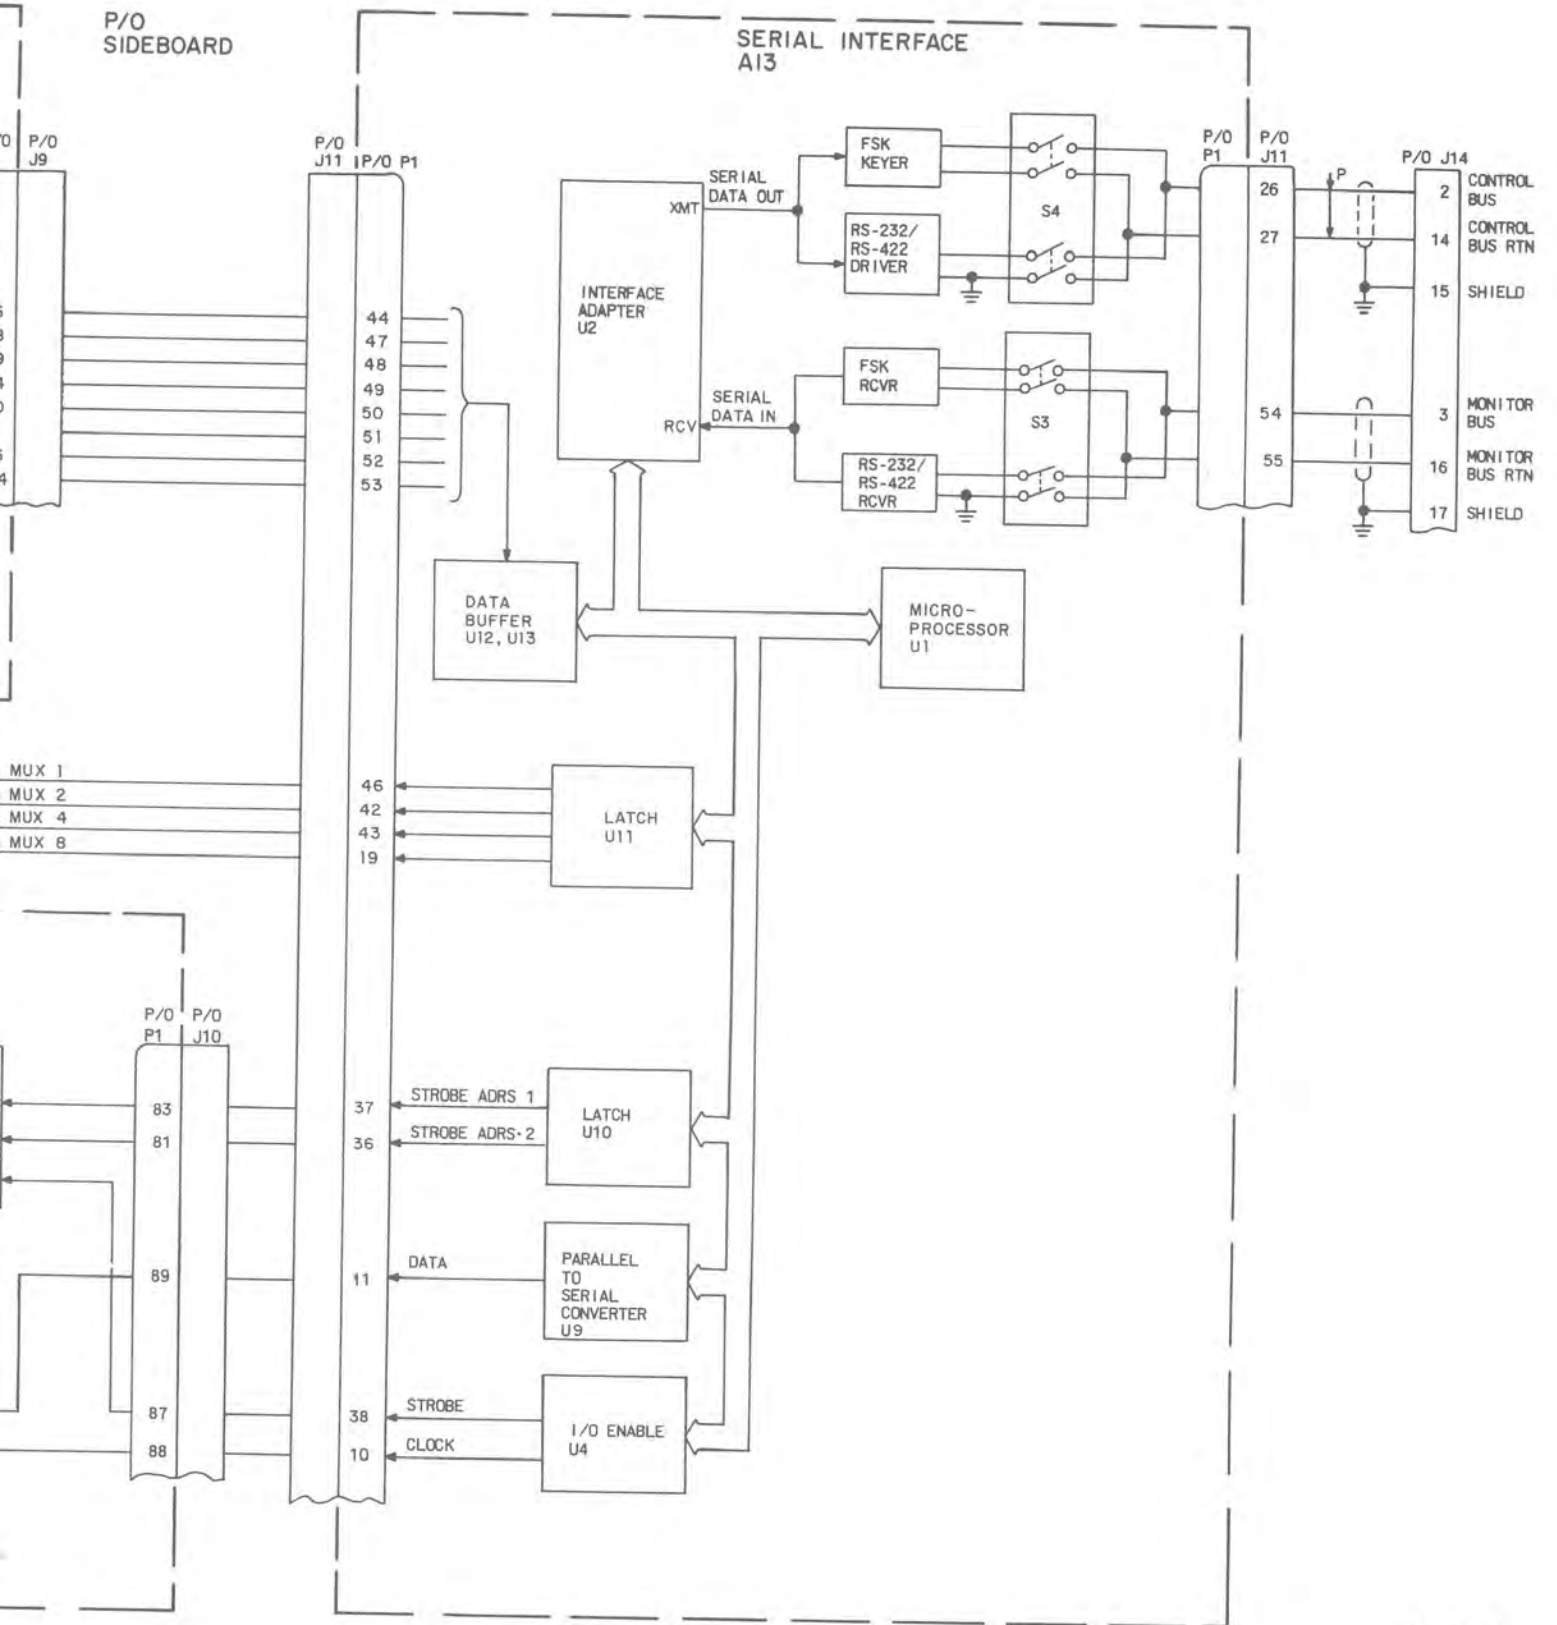 P/O
SIDEBOARD
SERIAL INTERFACE
A13
P/O
J9
P/O
J11
P/O P1
44
47
48
49
50
51
52
53
INTERFACE
ADAPTER
U2
XMT
RCV
SERIAL
DATA OUT
SERIAL
DATA IN
FSK
KEYER
RS-232/
RS-422
DRIVER
S4
FSK
RCVR
RS-232/
RS-422
RCVR
S3
P/O
P1
P/O
J11
26
27
54
55
P
P/O J14
2
CONTROL
BUS
14
CONTROL
BUS RTN
15
SHIELD
3
MONITOR
BUS
16
MONITOR
BUS RTN
17
SHIELD
DATA
BUFFER
U12, U13
MICRO-
PROCESSOR
U1
MUX 1
MUX 2
MUX 4
MUX 8
46
42
43
19
LATCH
U11
P/O
P1
P/O
J10
83
81
89
87
88
37
STROBE ADRS 1
36
STROBE ADRS 2
LATCH
U10
11
DATA
PARALLEL
TO
SERIAL
CONVERTER
U9
38
STROBE
10
CLOCK
I/O ENABLE
U4